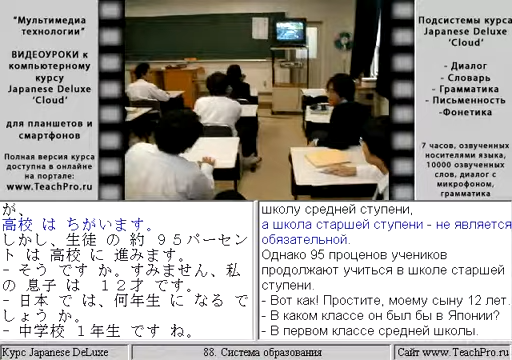 "Мультимедиа
технологии"
ВИДЕОУРОКИ к
компьютерному
курсу
Japanese Deluxe
'Cloud'
для планшетов и
смартфонов
Полная версия курса
доступна в онлайне
на портале:
www.TeachPro.ru
Подсистемы курса
Japanese Deluxe
'Cloud'
- Диалог
- Словарь
- Грамматика
- Письменность
-Фонетика
7 часов, озвученных
носителями языка,
10000 озвученных
слов, диалог с
микрофоном,
грамматика
が、
高校 は ちがいます。
しかし、生徒 の 約 ９５パーセン
ト は 高校 に 進みます。
- そう です か。すみません、私
の 息子 は １２才 です。
- 日本 で は、何年生 に なる で
しょう か。
- 中学校 １年生 です ね。
школу средней ступени,
а школа старшей ступени - не является
обязательной.
Однако 95 проценов учеников
продолжают учиться в школе старшей
ступени.
- Вот как! Простите, моему сыну 12 лет.
- В каком классе он был бы в Японии?
- В первом классе средней школы.
Курс Japanese DeLuxe
88. Система образования
Сайт www.TeachPro.ru